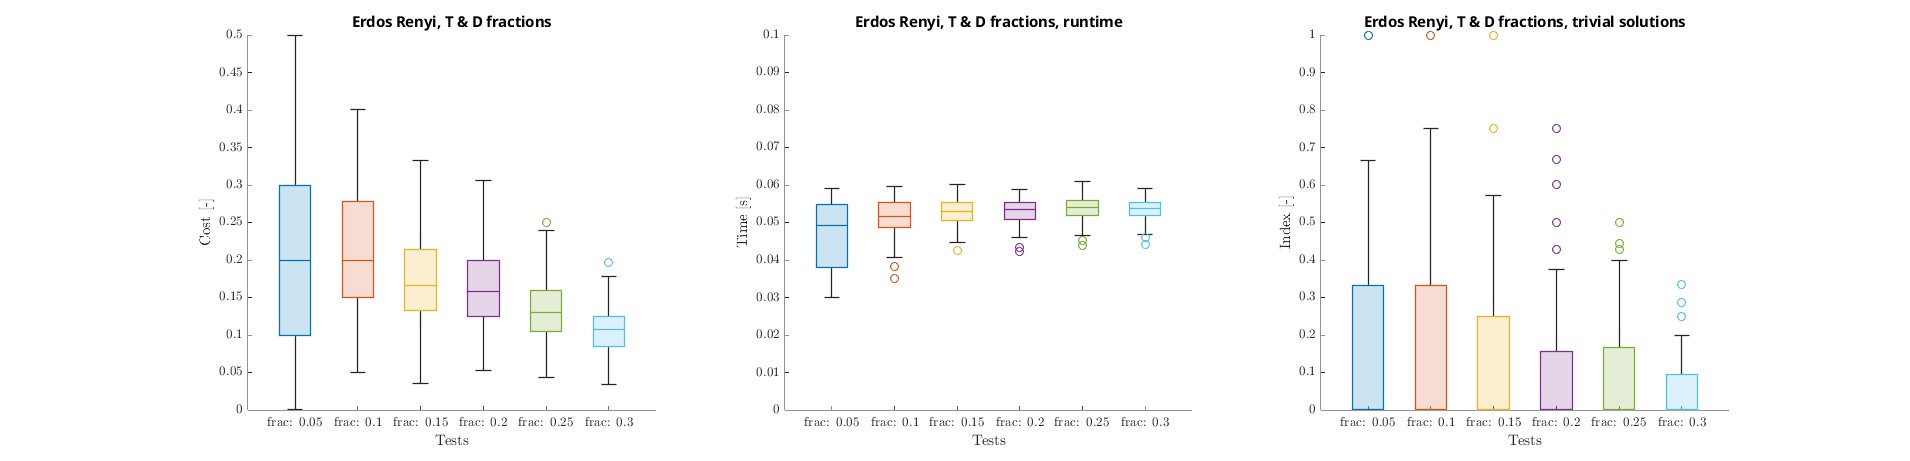 Erdos Renyi, T & D fractions
0.5
0.45
0.4
0.35
0.3
0.25
0.2
0.15
0.1
0.05
0
Cost [-]
frac: 0.05 frac: 0.1 frac: 0.15 frac: 0.2 frac: 0.25 frac: 0.3
Tests
Erdos Renyi, T & D fractions, runtime
0.1
0.09
0.08
0.07
0.06
0.05
0.04
0.03
0.02
0.01
0
Time [s]
frac: 0.05 frac: 0.1 frac: 0.15 frac: 0.2 frac: 0.25 frac: 0.3
Tests
Erdos Renyi, T & D fractions, trivial solutions
1
0.9
0.8
0.7
0.6
0.5
0.4
0.3
0.2
0.1
0
Index [-]
frac: 0.05 frac: 0.1 frac: 0.15 frac: 0.2 frac: 0.25 frac: 0.3
Tests